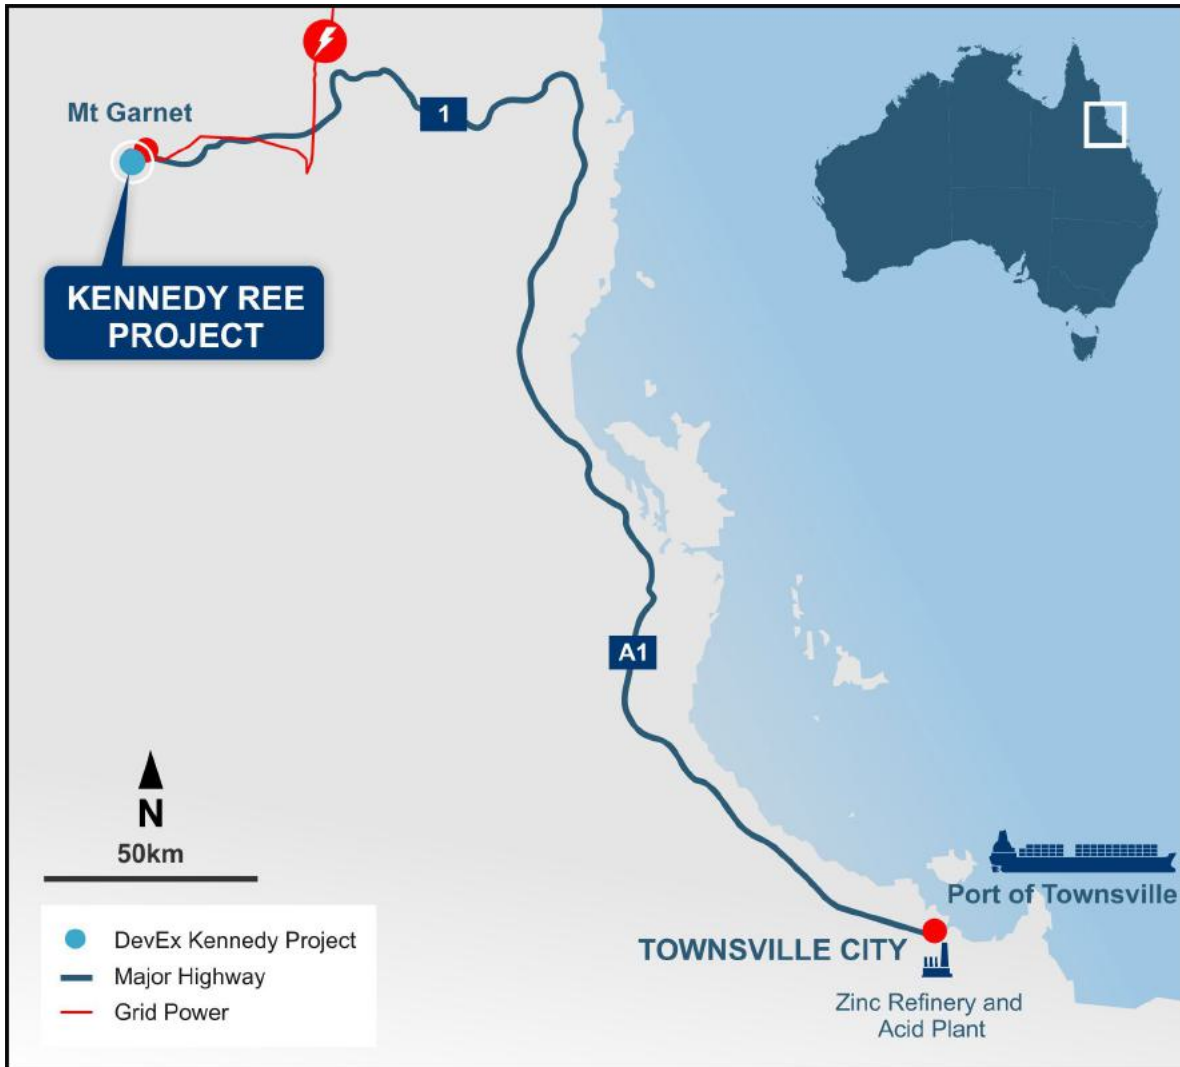 Mt Garnet
1
KENNEDY REE
PROJECT
A1
N
50km
DevEx Kennedy Project
Major Highway
Grid Power
Port of Townsville
TOWNSVILLE CITY
Zinc Refinery and
Acid Plant